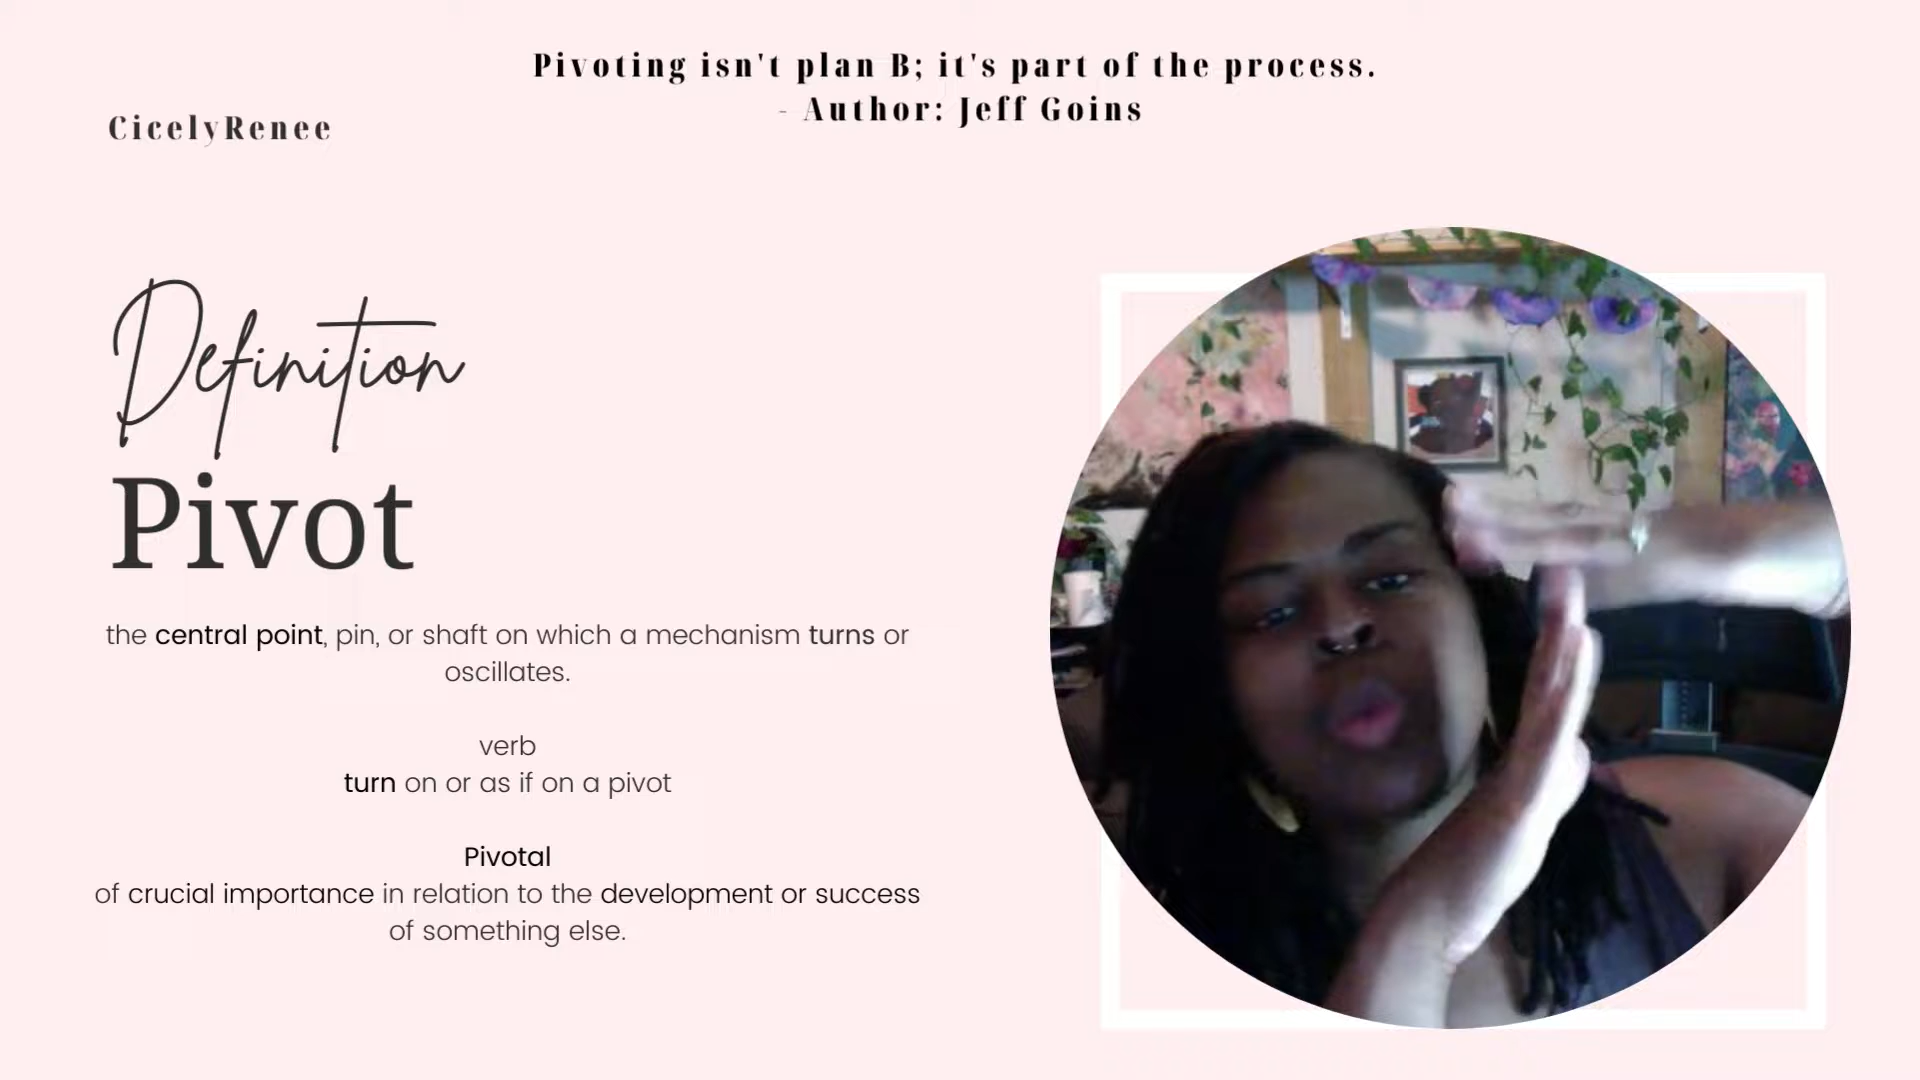 Pivoting isn't plan B; it's part of the process.
- Author: Jeff Goins
CicelyRenee
Definition
Pivot
the central point, pin, or shaft on which a mechanism turns or
oscillates.
verb
turn on or as if on a pivot
Pivotal
of crucial importance in relation to the development or success
of something else.